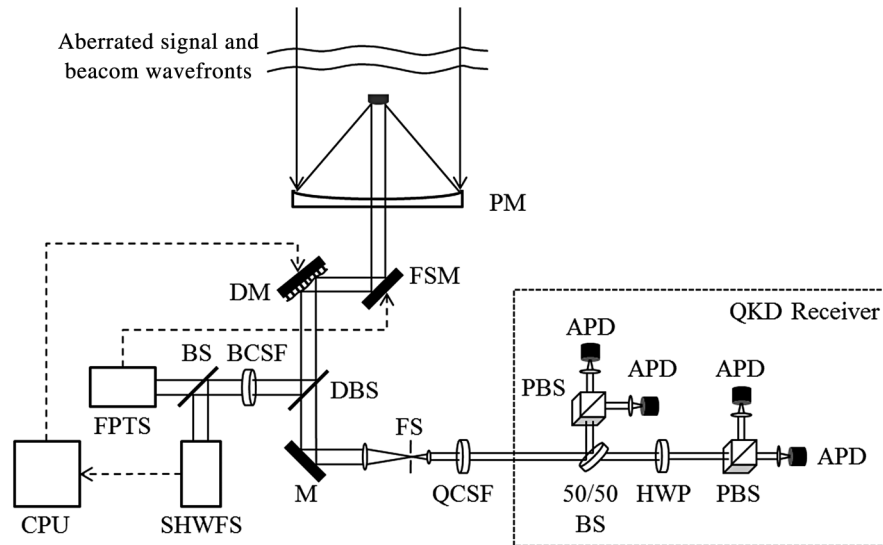 Aberrated signal and
beacom wavefronts
PM
DM
FSM
QKD Receiver
BS
BCSF
DBS
FPTS
APD
PBS
APD
APD
FS
M
QCSF
50/50
BS
HWP
PBS
APD
CPU
SHWFS